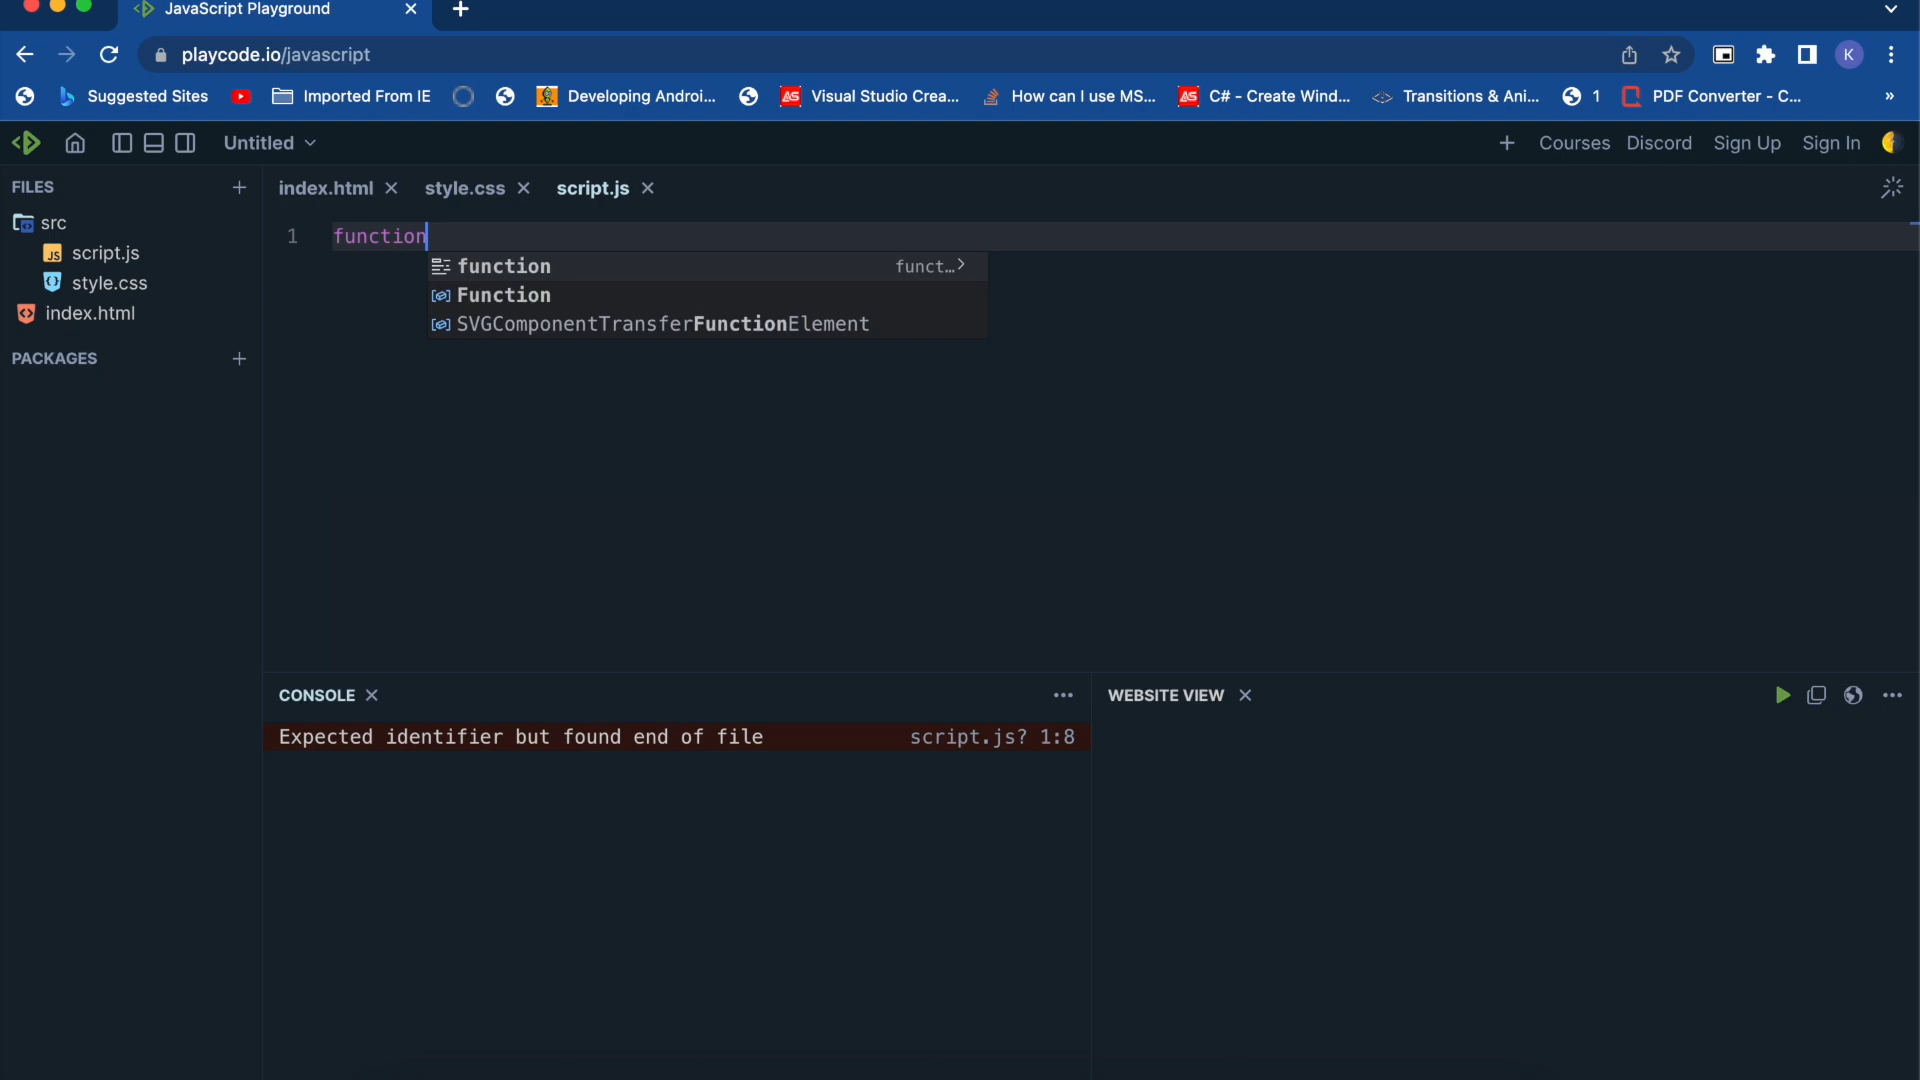 JavaScript Playground
playcode.io/javascript
K
Suggested Sites
Imported From IE
Developing Androi...
Visual Studio Crea...
How can I use MS...
C# - Create Wind...
Transitions & Ani...
1
PDF Converter - C...
»
Untitled
Courses
Discord
Sign Up
Sign In
FILES
index.html
style.css
script.js
src
JS script.js
style.css
index.html
PACKAGES
1 function
function funct...
Function
SVGComponentTransferFunctionElement
CONSOLE
WEBSITE VIEW
Expected identifier but found end of file script.js? 1:8